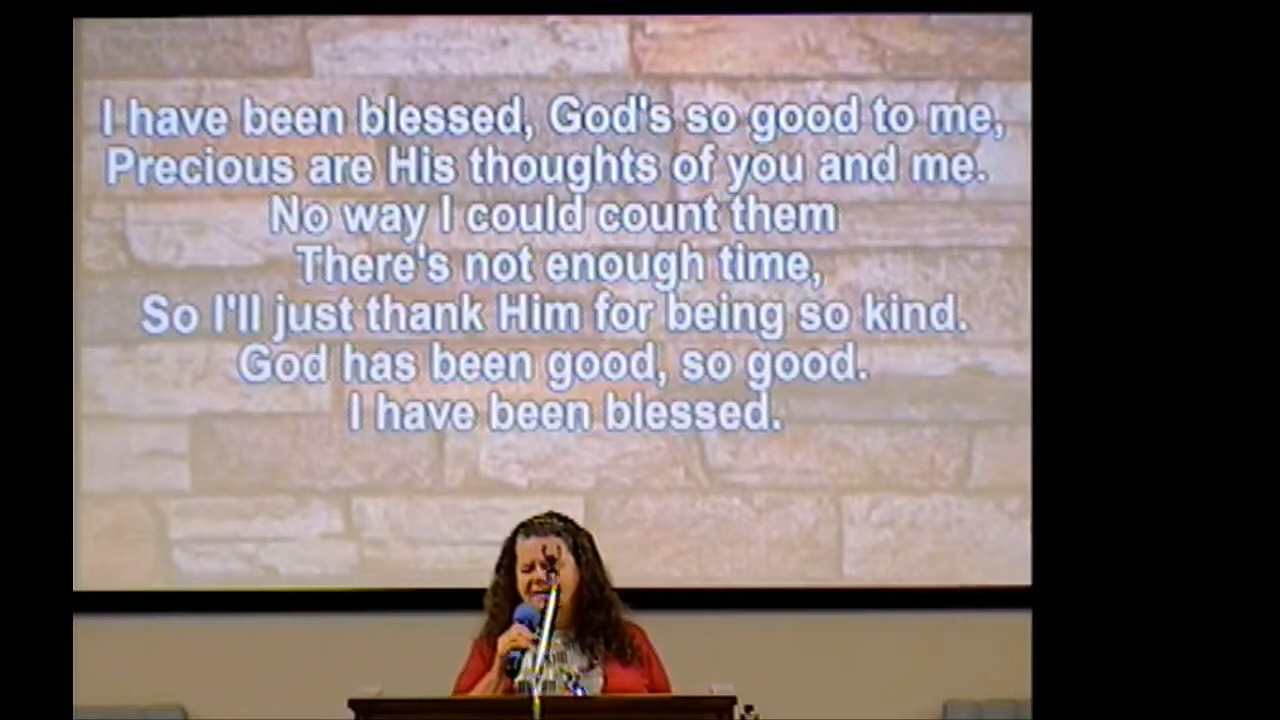 I have been blessed, God's so good to me,
Precious are His thoughts of you and me.
No way I could count them
There's not enough time,
So I'll just thank Him for being so kind.
God has been good, so good.
I have been blessed.